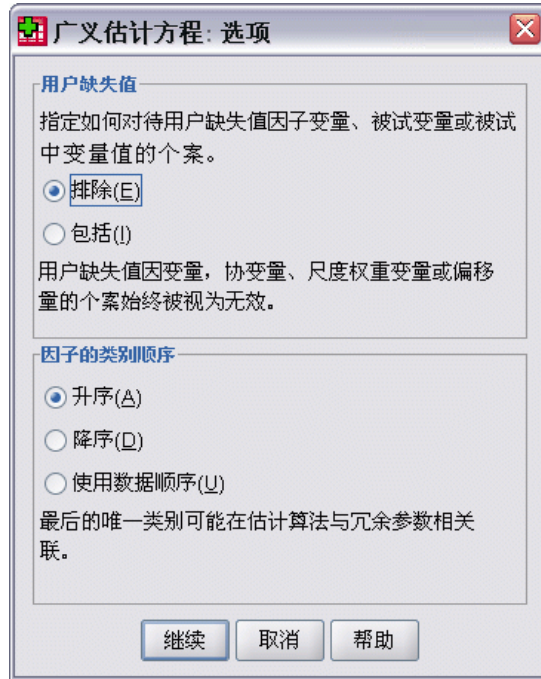 广义估计方程: 选项
用户缺失值
指定如何对待用户缺失值因子变量、被试变量或被试
中变量值的个案。
排除(E)
包括(I)
用户缺失值因变量，协变量、尺度权重变量或偏移
量的个案始终被视为无效。
因子的类别顺序
升序(A)
降序(D)
使用数据顺序(U)
最后的唯一类别可能在估计算法与冗余参数相关
联。
继续 取消 帮助